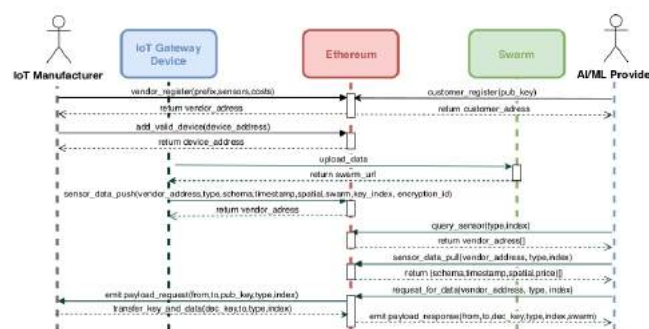 IoT Gateway
Device
Ethereum
Swarm
IoT Manufacturer
AI/ML Provide
vendor_register(prefix,sensors,costs)
customer_register(pub_key)
return vendor_adress
return customer_adress
add_valid_device(device_address)
return device_address
upload_data
return swarm_url
sensor_data_push(vendor_address,type,schema,timestamp,spatial,swarm,key_index, encryption_id)
return vendor_adress
query_sensor(type,index)
return vendor_adress[]
sensor_data_pull(vendor_address, type,index)
return (schema,timestamp,spatial,price)[]
emit payload_request(from,to,pub_key,type,index)
request_for_data(vendor_address, type, index)
transfer_key_and_data(dec_key,to,type,index)
emit payload_response(from,to,dec_key,type,index,swarm)